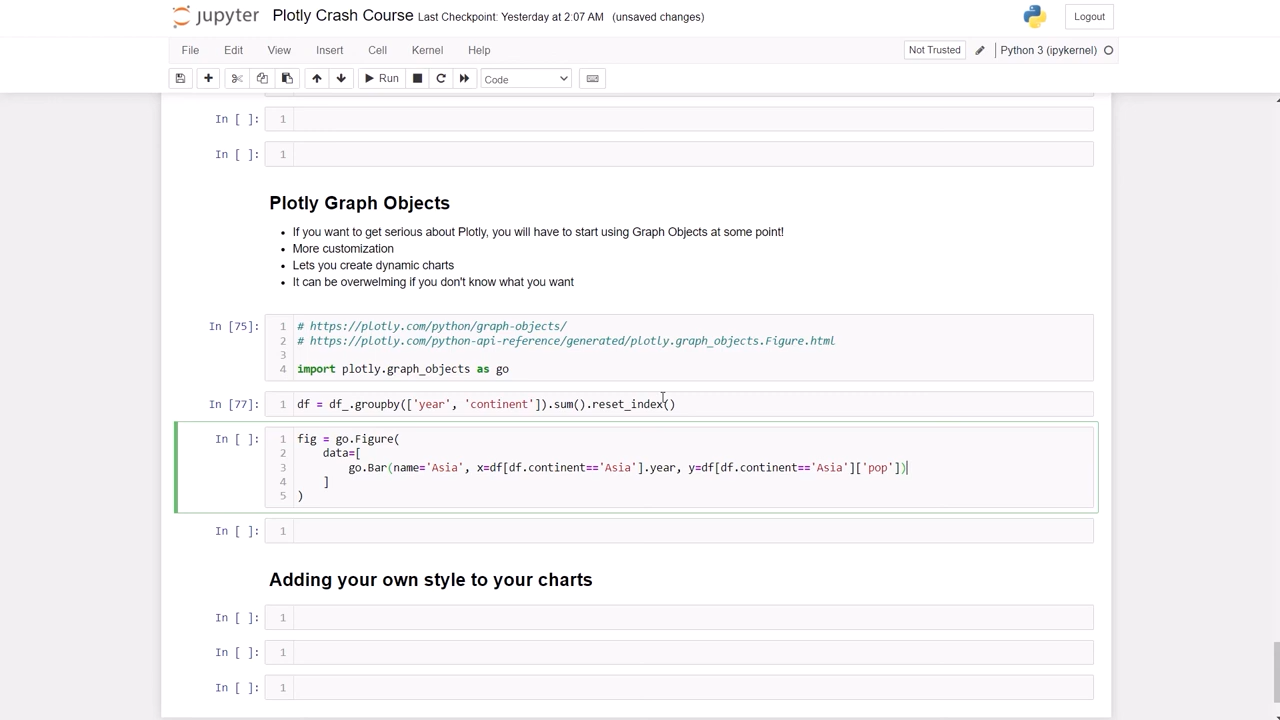 jupyter Plotly Crash Course Last Checkpoint: Yesterday at 2:07 AM (unsaved changes) Logout
File Edit View Insert Cell Kernel Help Not Trusted Python 3 (ipykernel)
Run Code
In [ ]: 1
In [ ]: 1
Plotly Graph Objects
• If you want to get serious about Plotly, you will have to start using Graph Objects at some point!
• More customization
• Lets you create dynamic charts
• It can be overwelming if you don't know what you want
In [75]: 1 # https://plotly.com/python/graph-objects/
2 # https://plotly.com/python-api-reference/generated/plotly.graph_objects.Figure.html
3
4 import plotly.graph_objects as go
In [77]: 1 df = df_.groupby(['year', 'continent']).sum().reset_index()
In [ ]: 1 fig = go.Figure(
2 data=[
3 go.Bar(name='Asia', x=df[df.continent=='Asia'].year, y=df[df.continent=='Asia']['pop'])
4 ]
5 )
In [ ]: 1
Adding your own style to your charts
In [ ]: 1
In [ ]: 1
In [ ]: 1